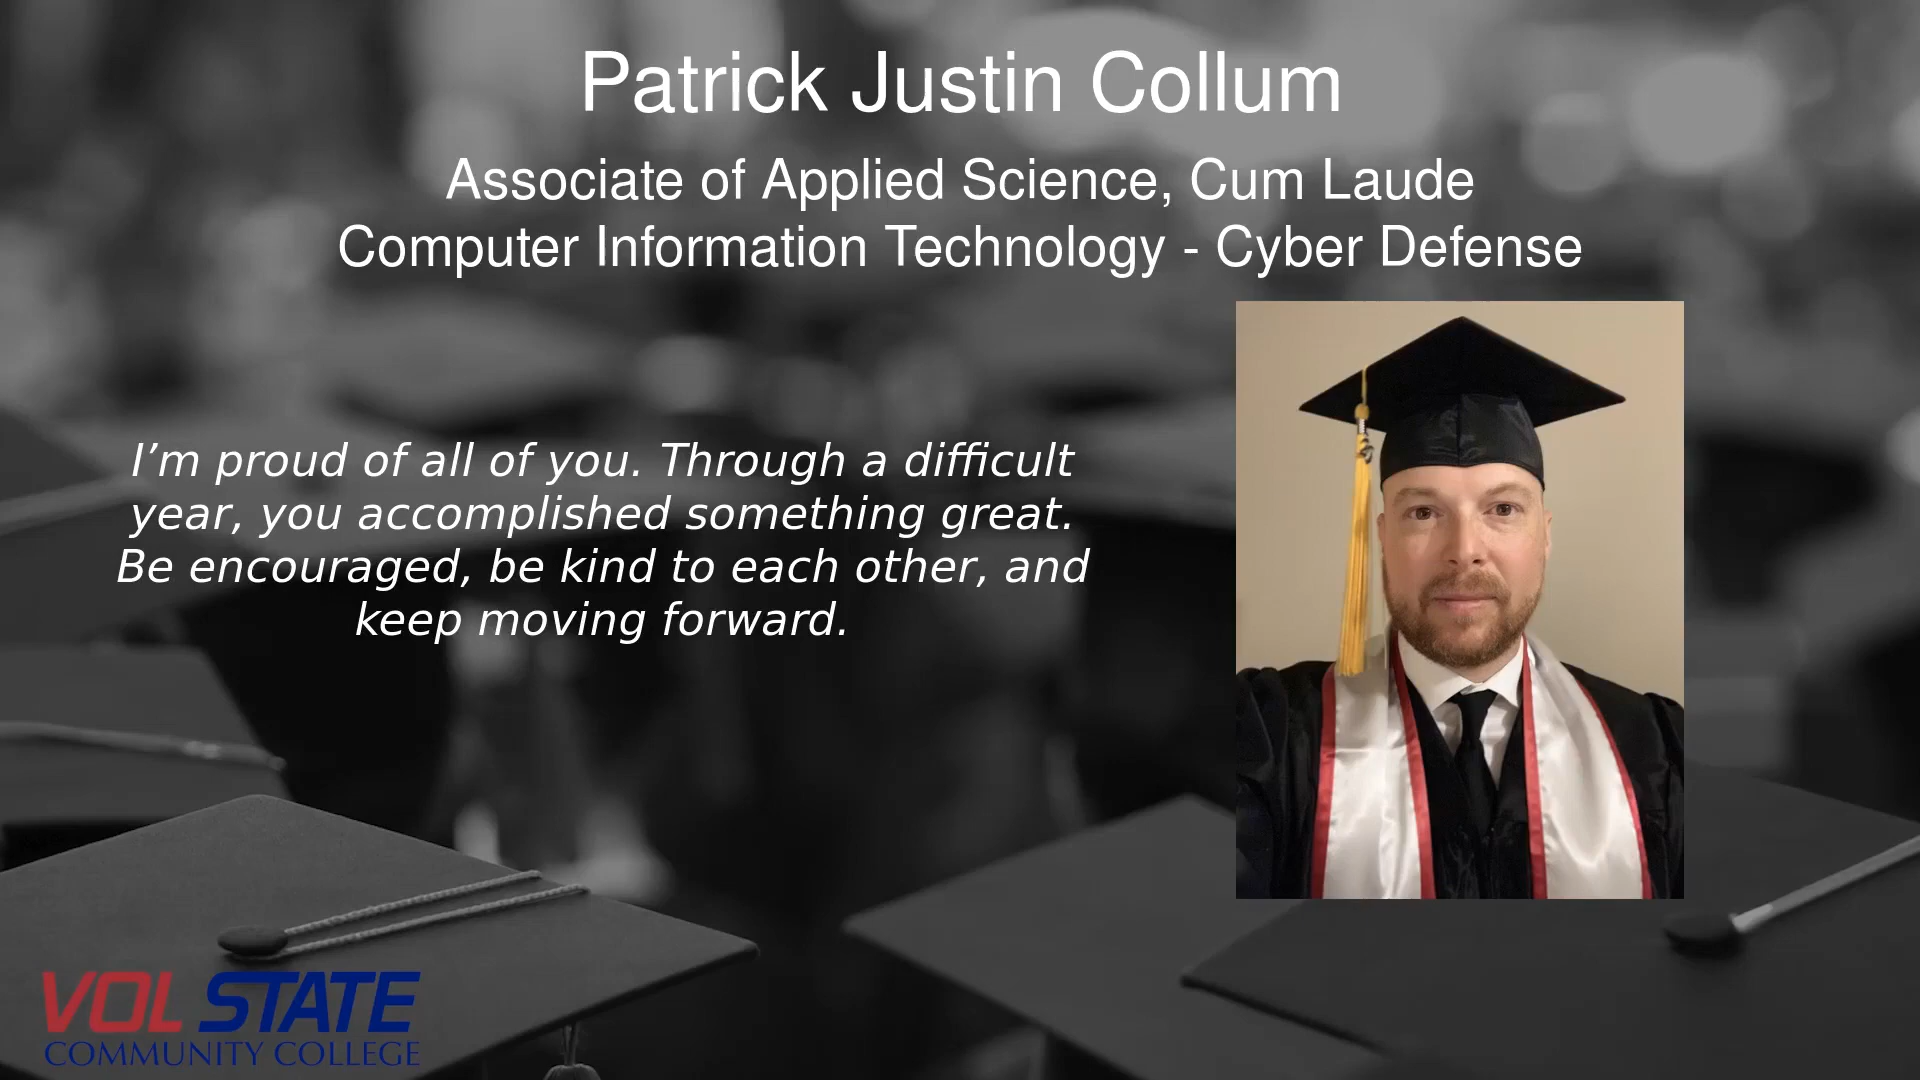 Patrick Justin Collum
Associate of Applied Science, Cum Laude
Computer Information Technology - Cyber Defense
I’m proud of all of you. Through a difficult
year, you accomplished something great.
Be encouraged, be kind to each other, and
keep moving forward.
VOL STATE
COMMUNITY COLLEGE